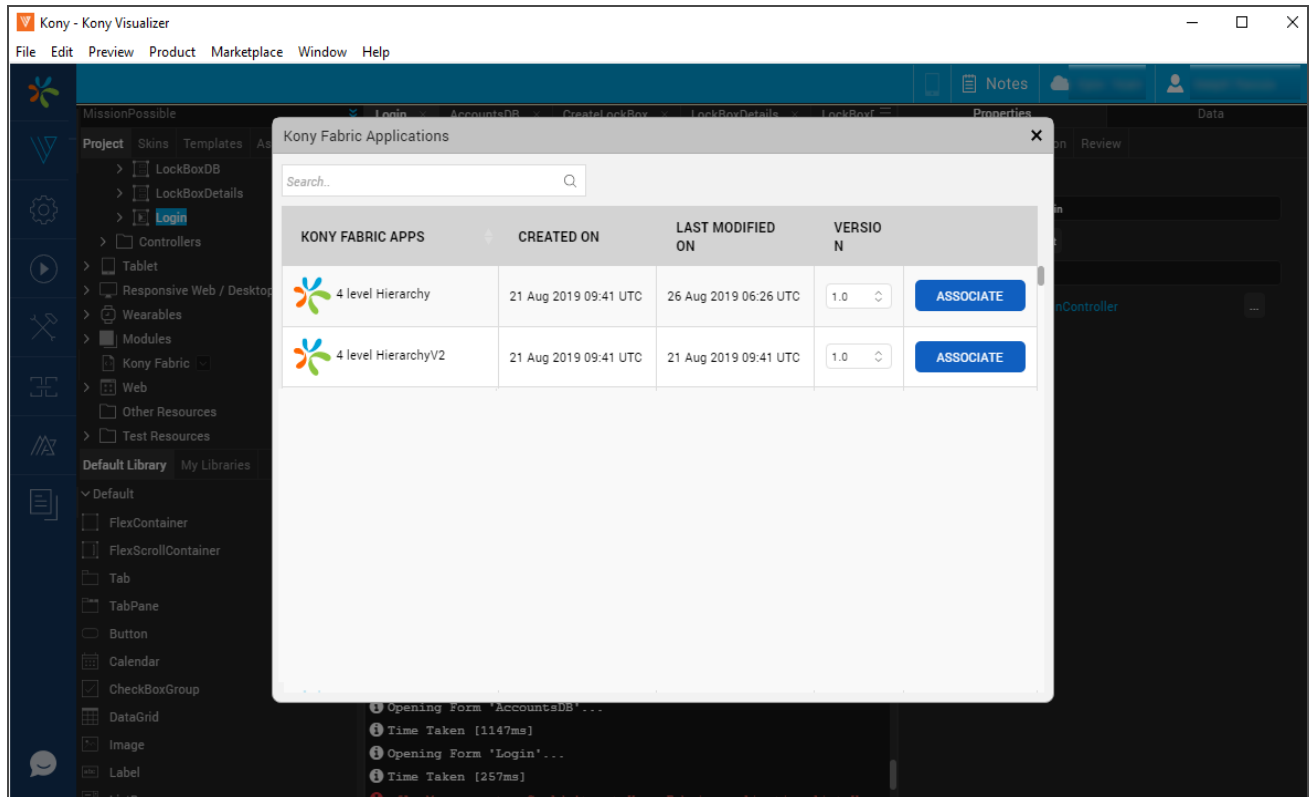 Kony - Kony Visualizer
File Edit Preview Product Marketplace Window Help
Notes
MissionPossible
Login × AccountsDB × CreateLockBox × LockBoxDetails × LockBoxD
Properties Data
Project Skins Templates As
Review
LockBoxDB
LockBoxDetails
Login
Controllers
Tablet
Responsive Web / Desktop
Wearables
Modules
Kony Fabric
Web
Other Resources
Test Resources
Default Library My Libraries
Default
FlexContainer
FlexScrollContainer
Tab
TabPane
Button
Calendar
CheckBoxGroup
DataGrid
Image
Label
Kony Fabric Applications
Search..
KONY FABRIC APPS CREATED ON LAST MODIFIED ON VERSIO
N
4 level Hierarchy 21 Aug 2019 09:41 UTC 26 Aug 2019 06:26 UTC 1.0 ASSOCIATE
4 level HierarchyV2 21 Aug 2019 09:41 UTC 21 Aug 2019 09:41 UTC 1.0 ASSOCIATE
nController
...
Opening Form 'AccountsDB'...
Time Taken [1147ms]
Opening Form 'Login'...
Time Taken [257ms]